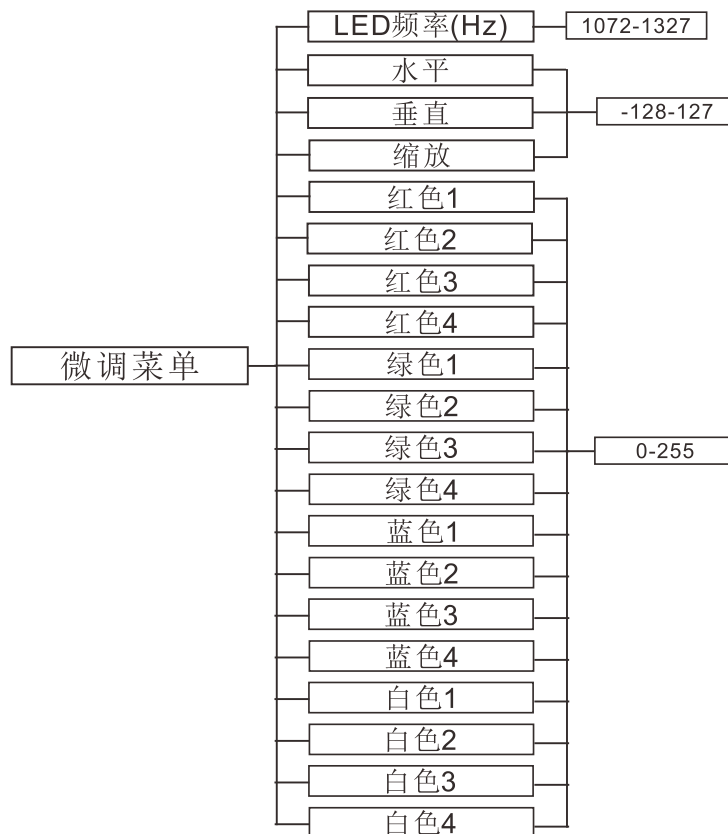 LED频率(Hz)
1072-1327
水平
垂直
-128-127
缩放
红色1
红色2
红色3
红色4
微调菜单
绿色1
绿色2
绿色3
0-255
绿色4
蓝色1
蓝色2
蓝色3
蓝色4
白色1
白色2
白色3
白色4